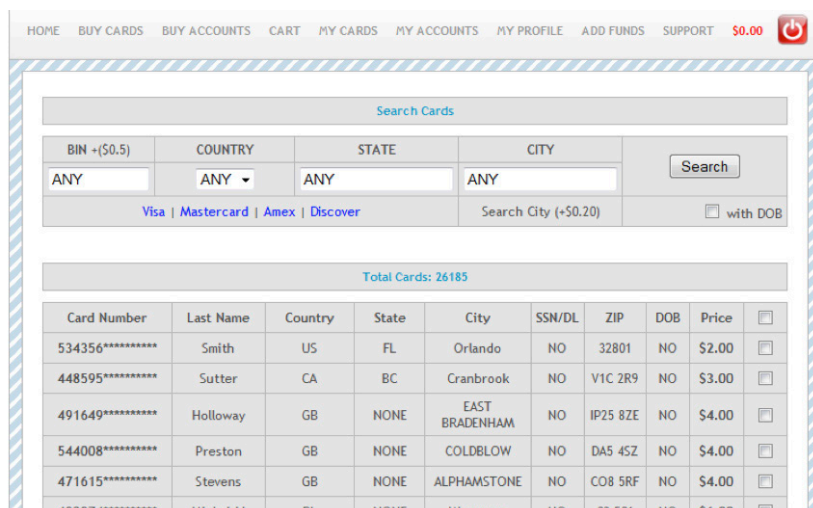 HOME BUY CARDS BUY ACCOUNTS CART MY CARDS MY ACCOUNTS MY PROFILE ADD FUNDS SUPPORT $0.00
Search Cards
BIN +($0.5) COUNTRY STATE CITY
ANY ANY ANY ANY Search
Visa | Mastercard | Amex | Discover Search City (+$0.20) with DOB
Total Cards: 26185
Card Number Last Name Country State City SSN/DL ZIP DOB Price
534356********** Smith US FL Orlando NO 32801 NO $2.00
448595********** Sutter CA BC Cranbrook NO V1C 2R9 NO $3.00
491649********** Holloway GB NONE EAST BRADENHAM NO IP25 8ZE NO $4.00
544008********** Preston GB NONE COLDBLOW NO DA5 4SZ NO $4.00
471615********** Stevens GB NONE ALPHAMSTONE NO CO8 5RF NO $4.00